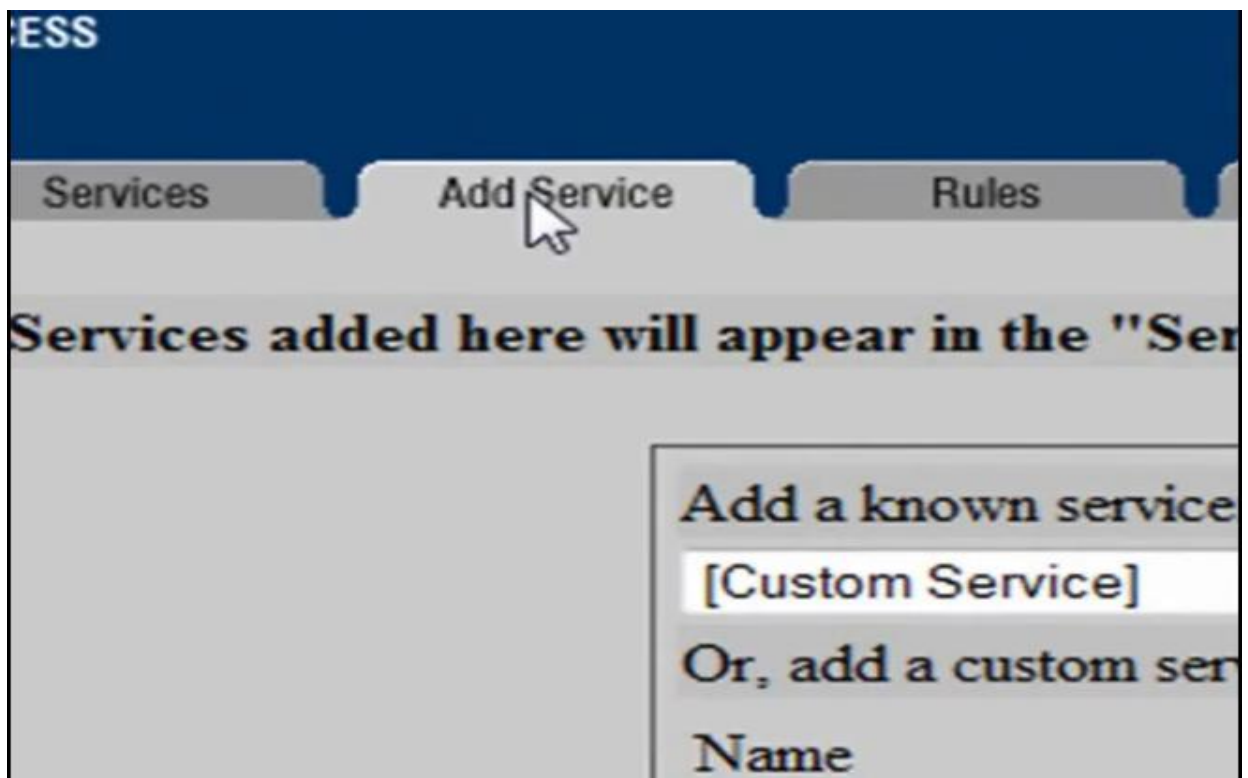 CESS
Services Add Service Rules
Services added here will appear in the "Ser
Add a known service
[Custom Service]
Or, add a custom ser
Name